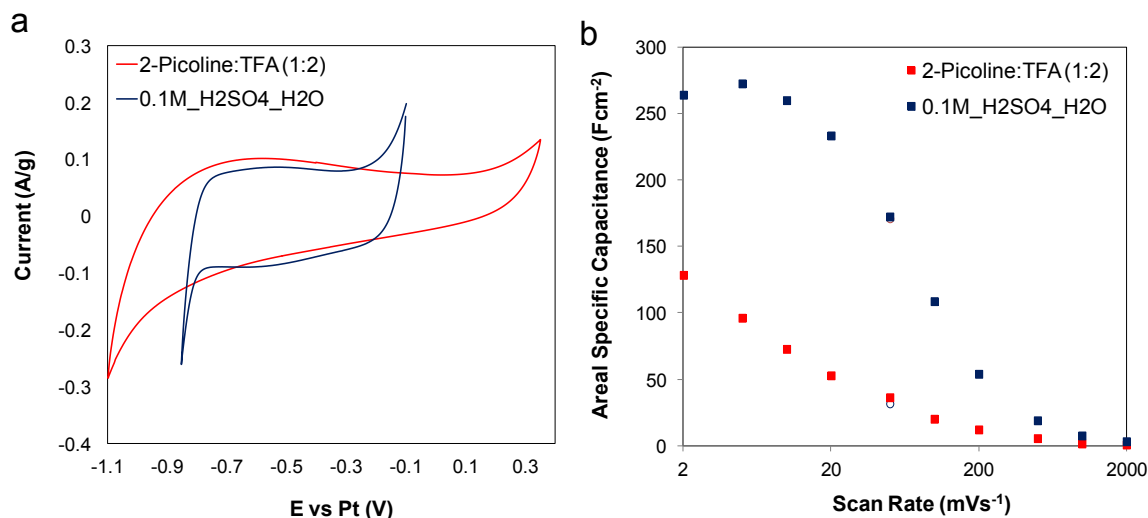 a
0.3
0.2
0.1
0
-0.1
-0.2
-0.3
-0.4
Current (A/g)
2-Picoline:TFA (1:2)
0.1M_H2SO4_H2O
-1.1 -0.9 -0.7 -0.5 -0.3 -0.1 0.1 0.3
E vs Pt (V)
b
300
250
200
150
100
50
0
Areal Specific Capacitance (Fcm⁻²)
2-Picoline:TFA (1:2)
0.1M_H2SO4_H2O
2 20 200 2000
Scan Rate (mVs⁻¹)